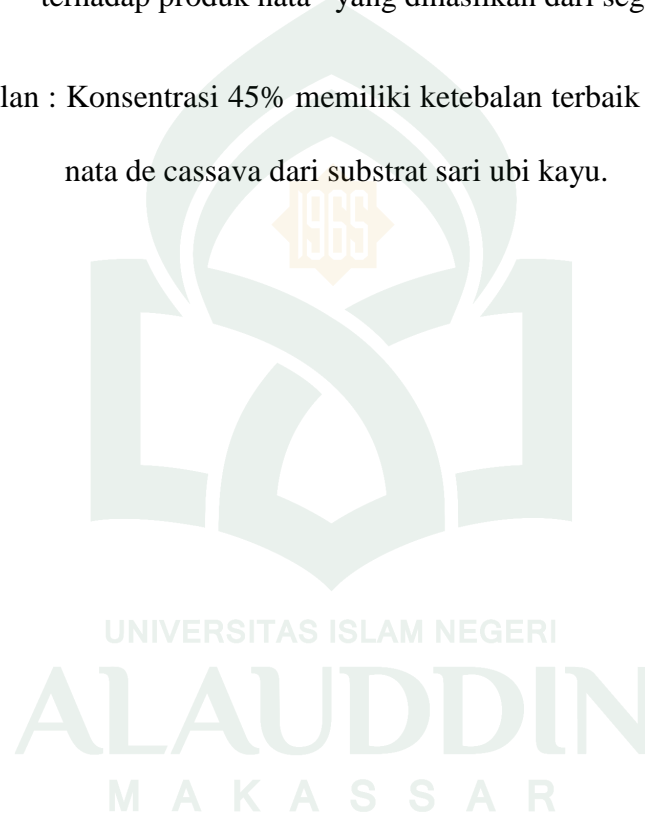 terhadap produk nata yang dihasilkan dari seg
lan : Konsentrasi 45% memiliki ketebalan terbaik
nata de cassava dari substrat sari ubi kayu.
1965
UNIVERSITAS ISLAM NEGERI
ALAUDDIN
MAKASSAR